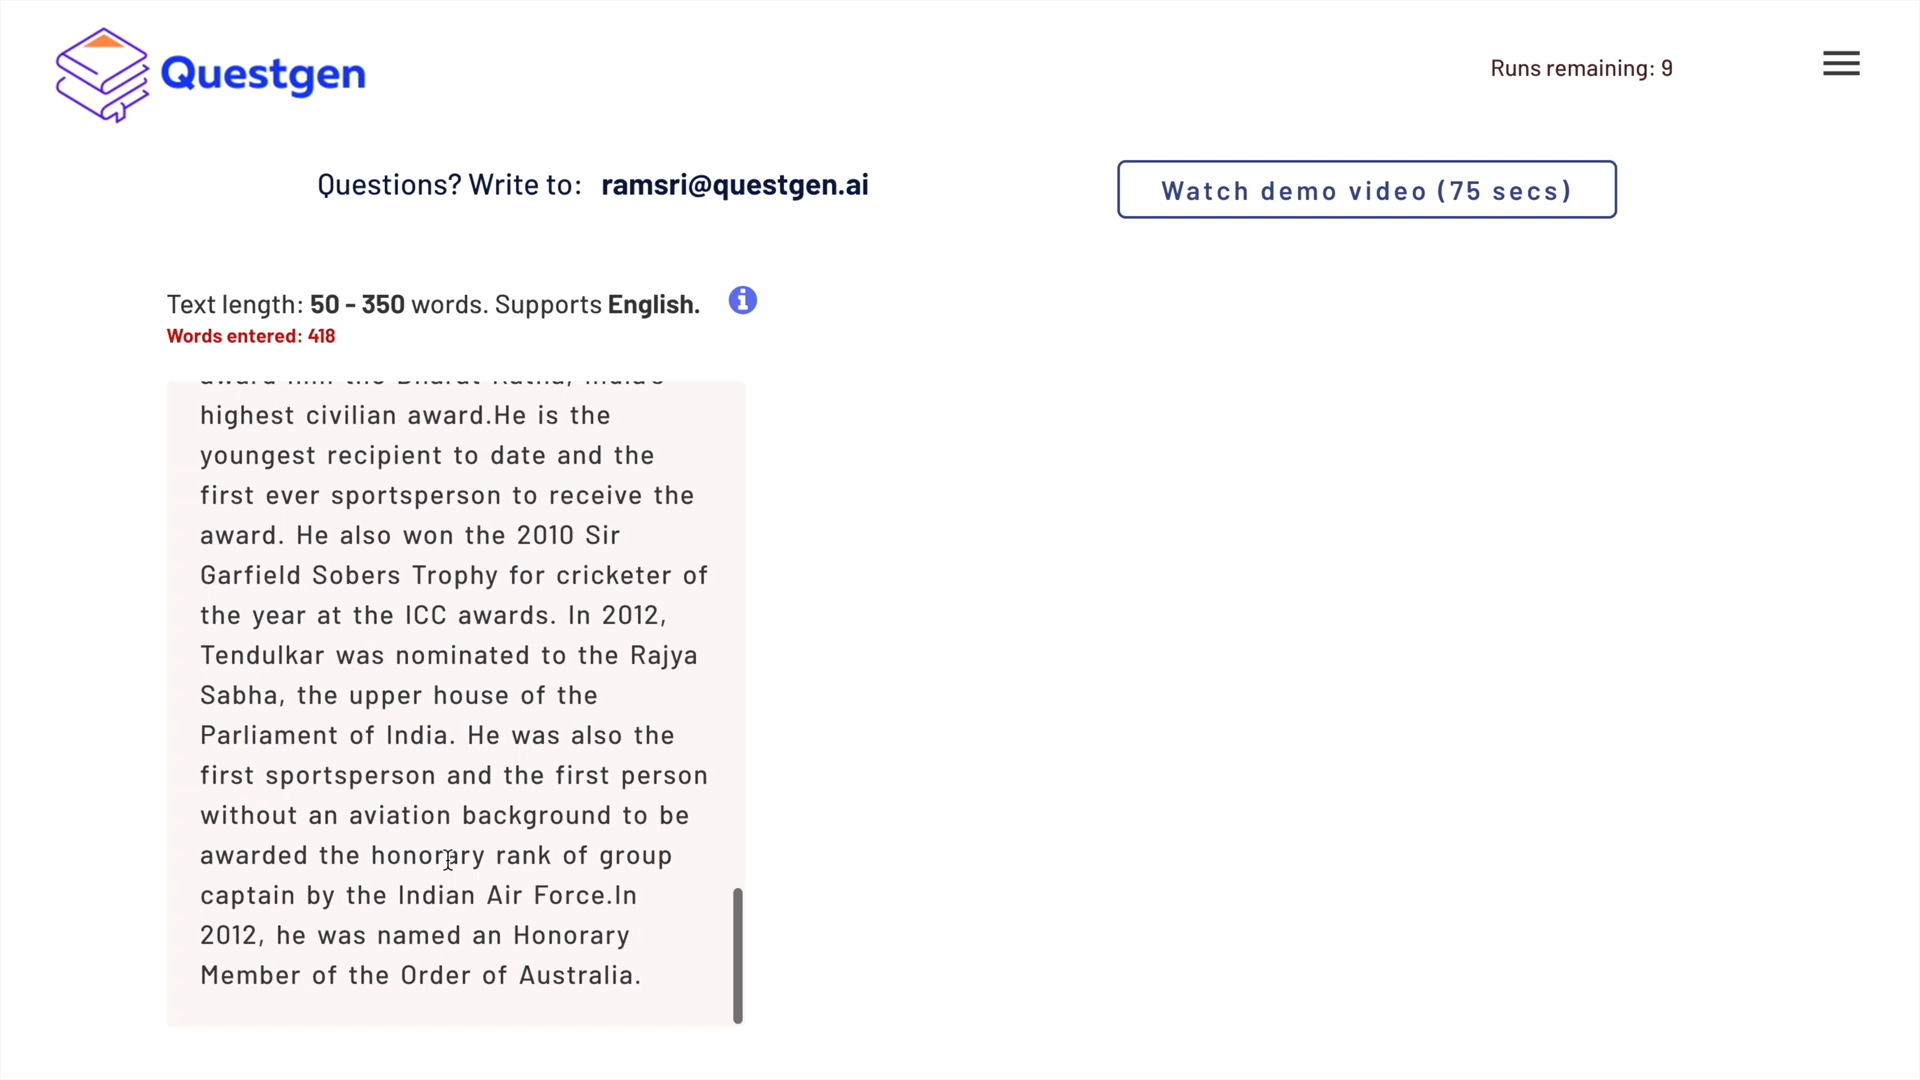 Questgen
Runs remaining: 9
Questions? Write to: ramsri@questgen.ai
Watch demo video (75 secs)
Text length: 50 - 350 words. Supports English.
Words entered: 418
award him the Bharat Ratna, India's
highest civilian award.He is the
youngest recipient to date and the
first ever sportsperson to receive the
award. He also won the 2010 Sir
Garfield Sobers Trophy for cricketer of
the year at the ICC awards. In 2012,
Tendulkar was nominated to the Rajya
Sabha, the upper house of the
Parliament of India. He was also the
first sportsperson and the first person
without an aviation background to be
awarded the honorary rank of group
captain by the Indian Air Force.In
2012, he was named an Honorary
Member of the Order of Australia.